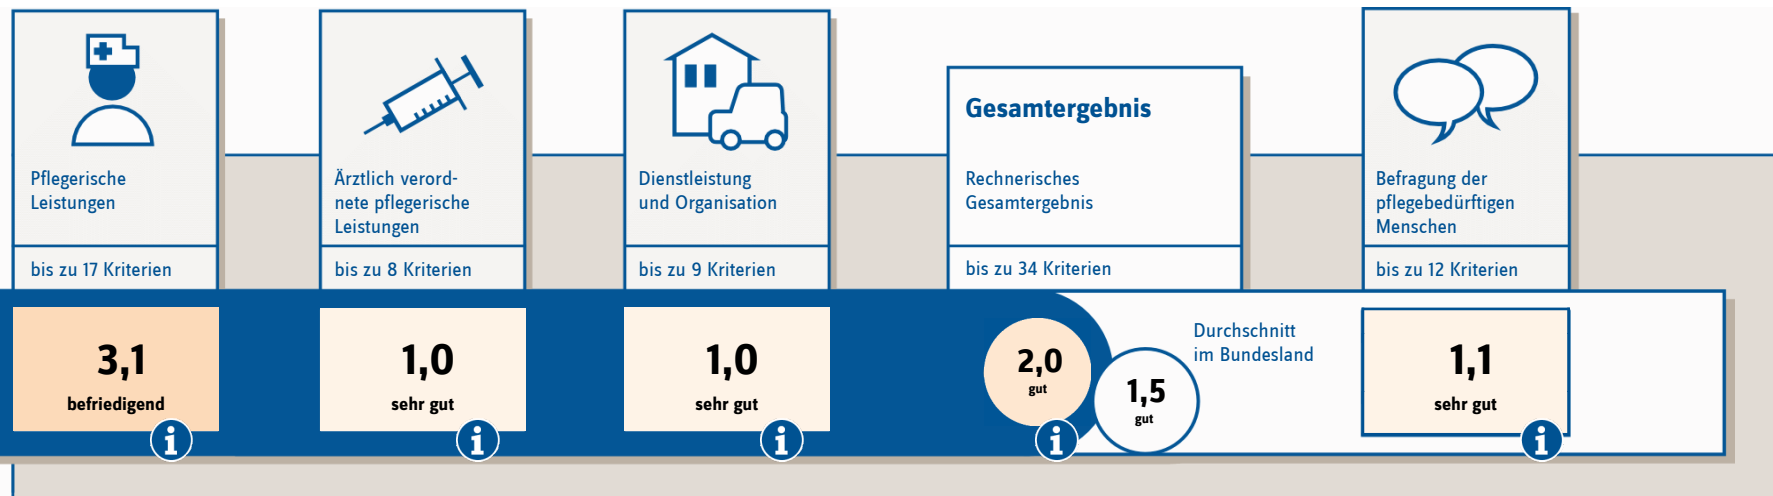 Pflegerische
Leistungen
bis zu 17 Kriterien
3,1
befriedigend
i
Ärztlich verord-
nete pflegerische
Leistungen
bis zu 8 Kriterien
1,0
sehr gut
i
Dienstleistung
und Organisation
bis zu 9 Kriterien
1,0
sehr gut
i
Gesamtergebnis
Rechnerisches
Gesamtergebnis
bis zu 34 Kriterien
2,0
gut
i
1,5
gut
Durchschnitt
im Bundesland
Befragung der
pflegebedürftigen
Menschen
bis zu 12 Kriterien
1,1
sehr gut
i